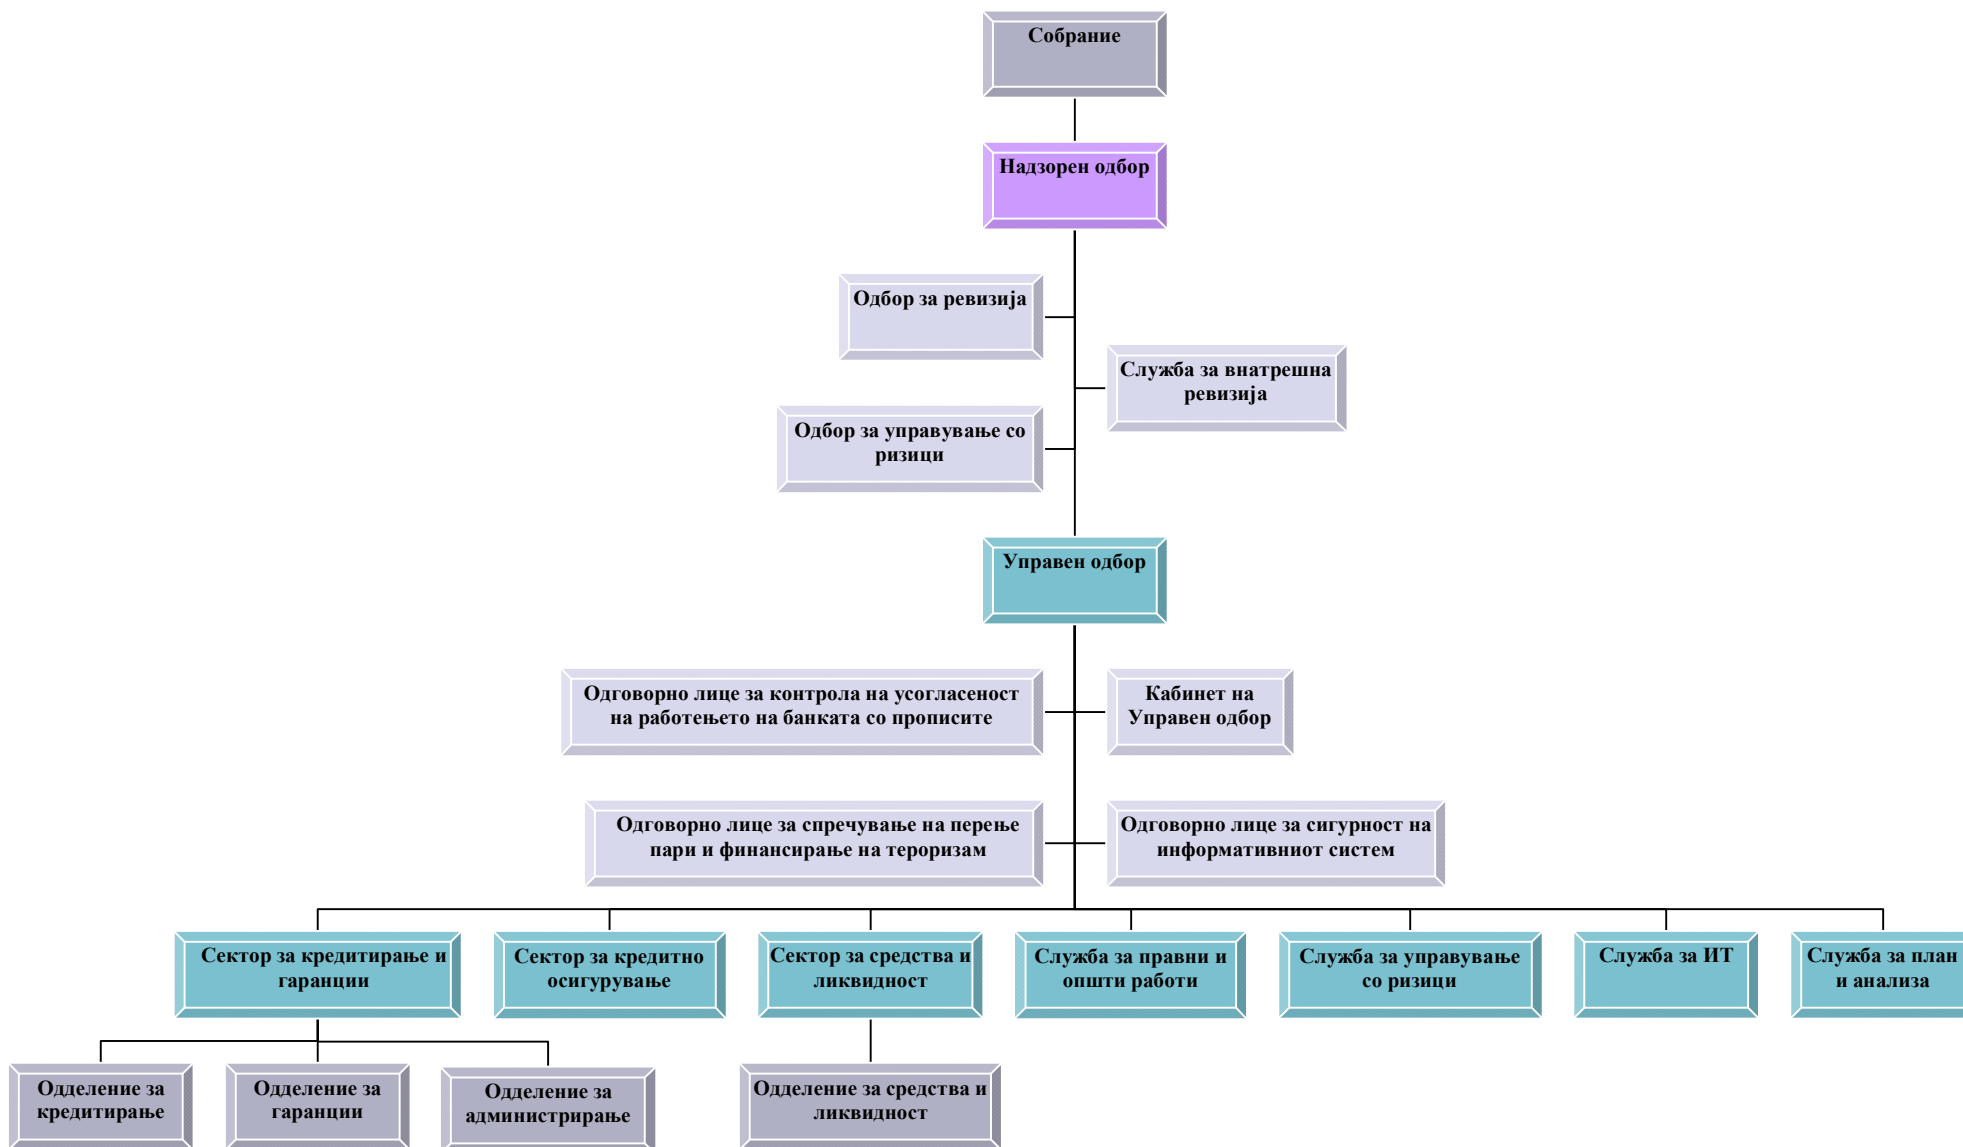 Собрание
Надзорен одбор
Одбор за ревизија
Служба за внатрешна
ревизија
Одбор за управување со
ризици
Управен одбор
Одговорно лице за контрола на усогласеност
на работењето на банката со прописите
Кабинет на
Управен одбор
Одговорно лице за спречување на перење
пари и финансирање на тероризам
Одговорно лице за сигурност на
информативниот систем
Сектор за кредитирање и
гаранции
Сектор за кредитно
осигурување
Сектор за средства и
ликвидност
Служба за правни и
општи работи
Служба за управување
со ризици
Служба за ИТ
Служба за план
и анализа
Одделение за
кредитирање
Одделение за
гаранции
Одделение за
администрирање
Одделение за средства и
ликвидност